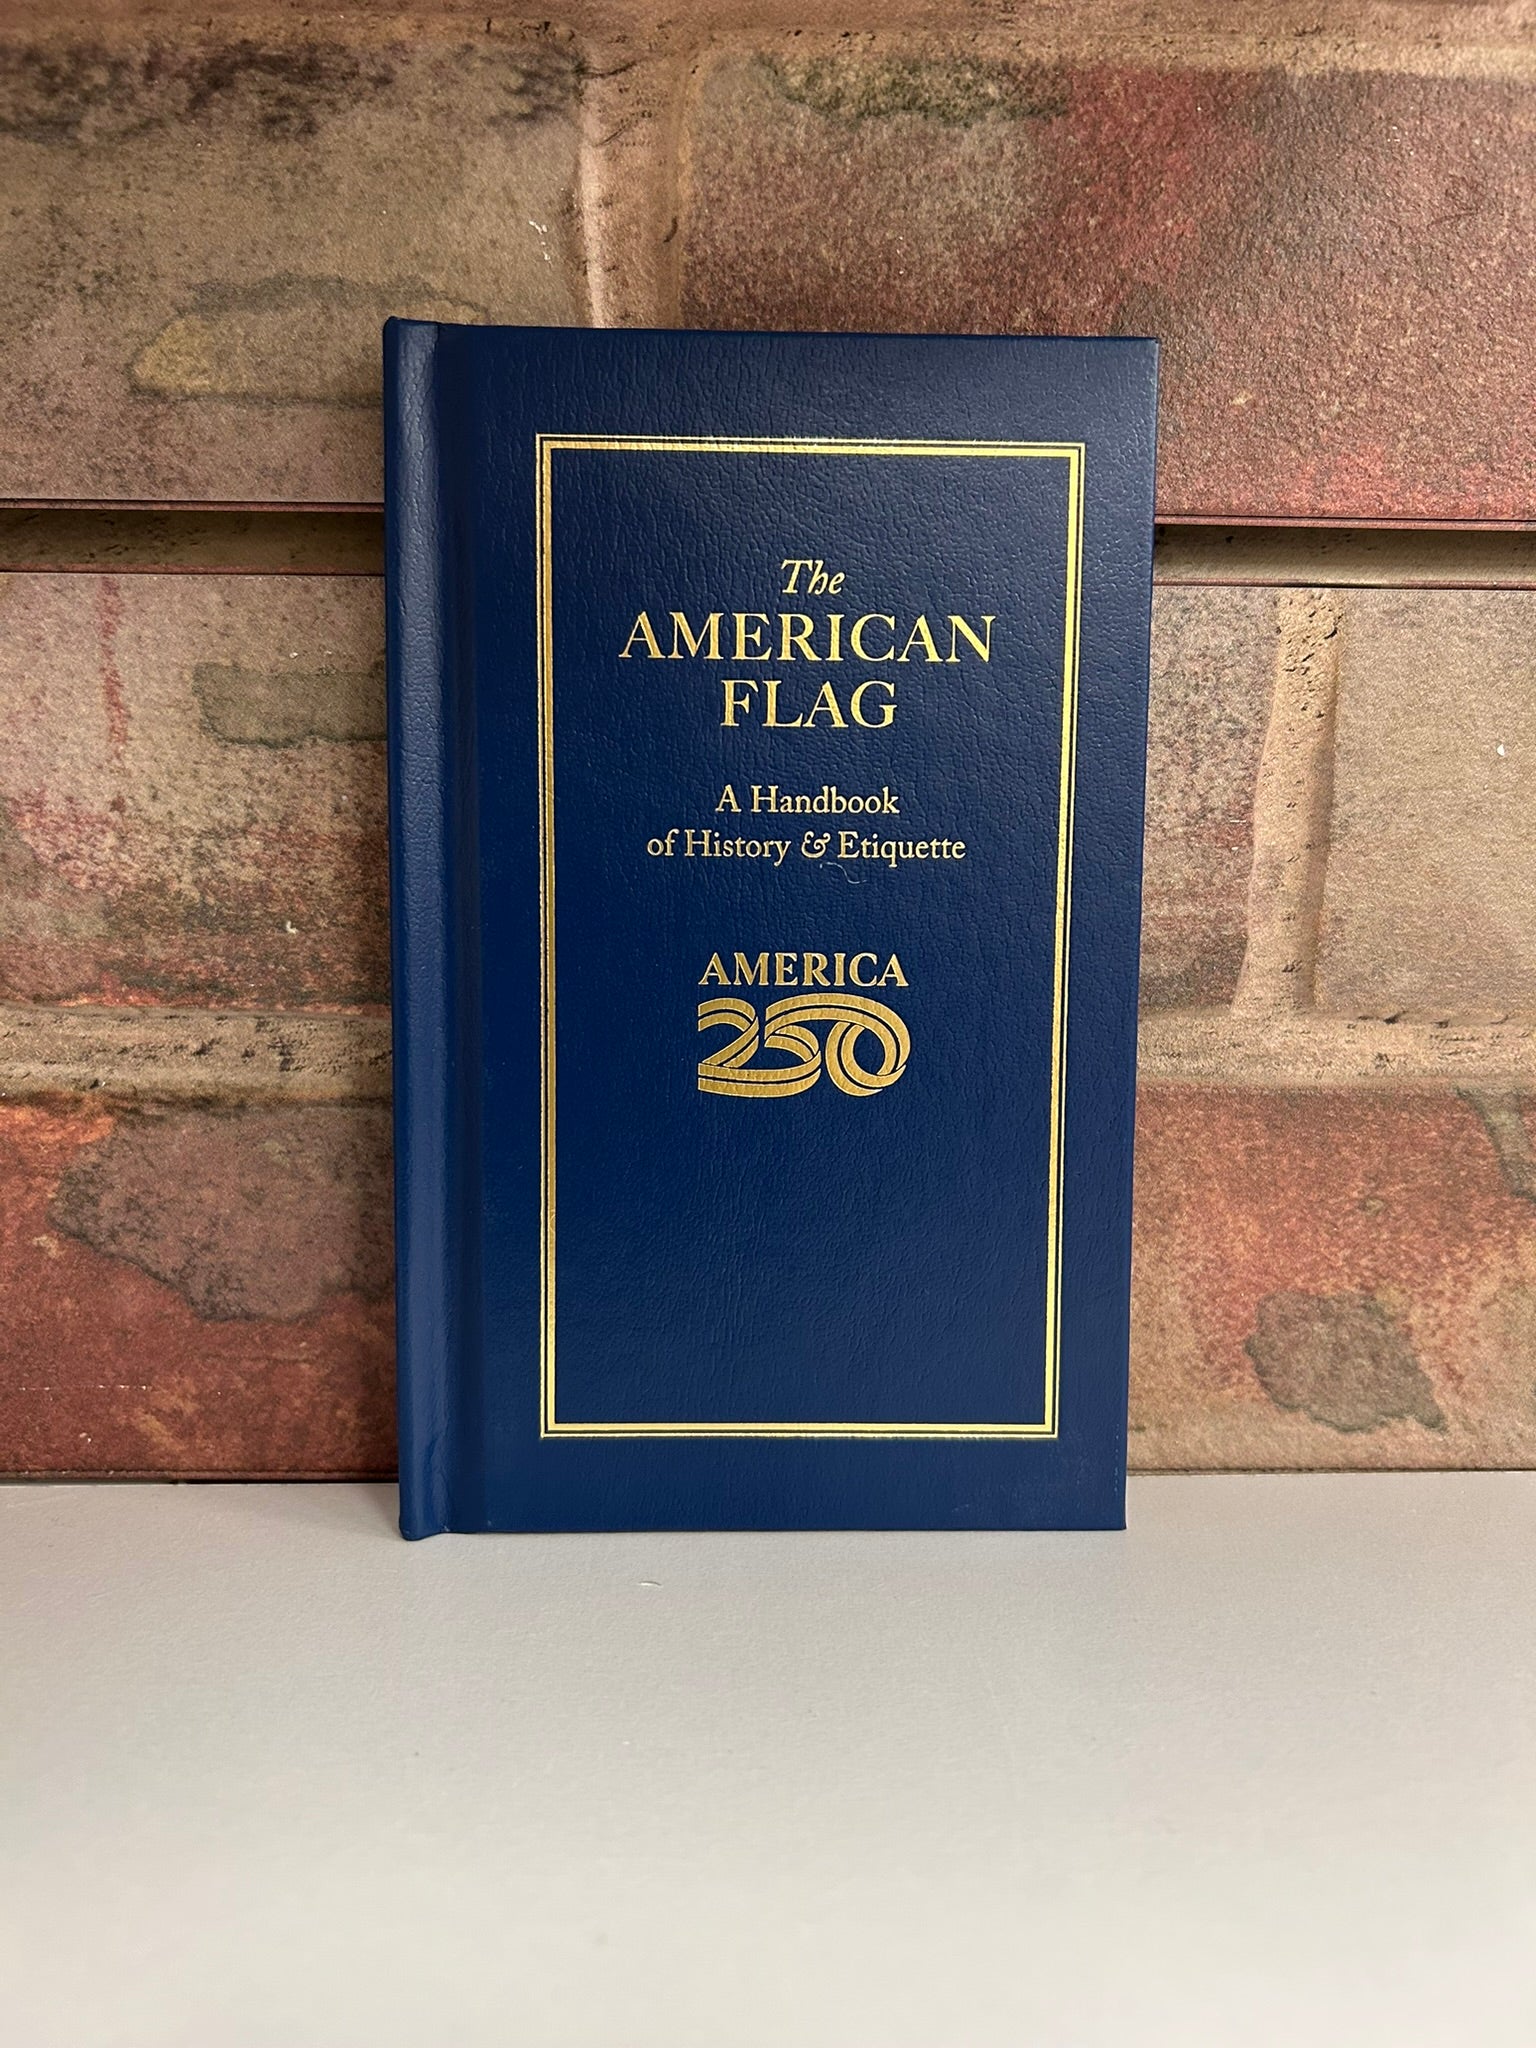 The
AMERICAN
FLAG
A Handbook
of History & Etiquette
AMERICA
250